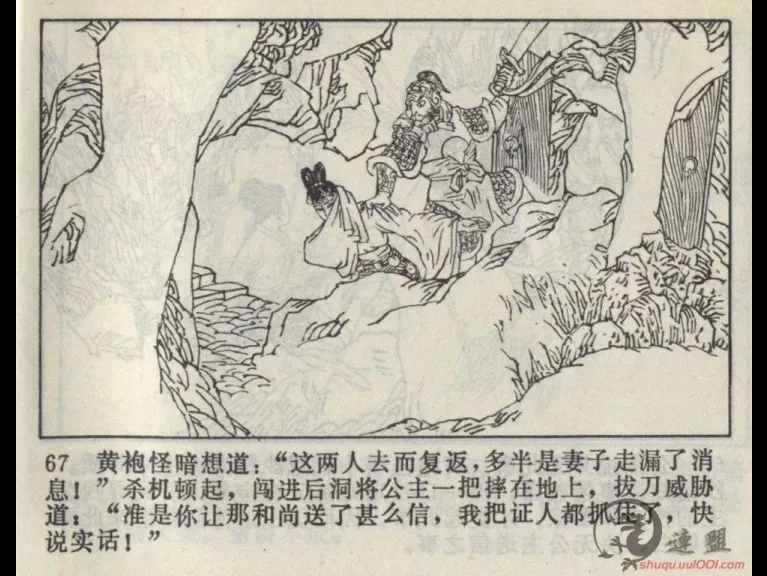 67　黄袍怪暗想道：“这两人去而复返，多半是妻子走漏了消
息！”杀机顿起，闯进后洞将公主一把摔在地上，拔刀威胁
道：“准是你让那和尚送了甚么信，我把证人都抓住了，快
说实话！”
連盟
shuqu.uu1001.com